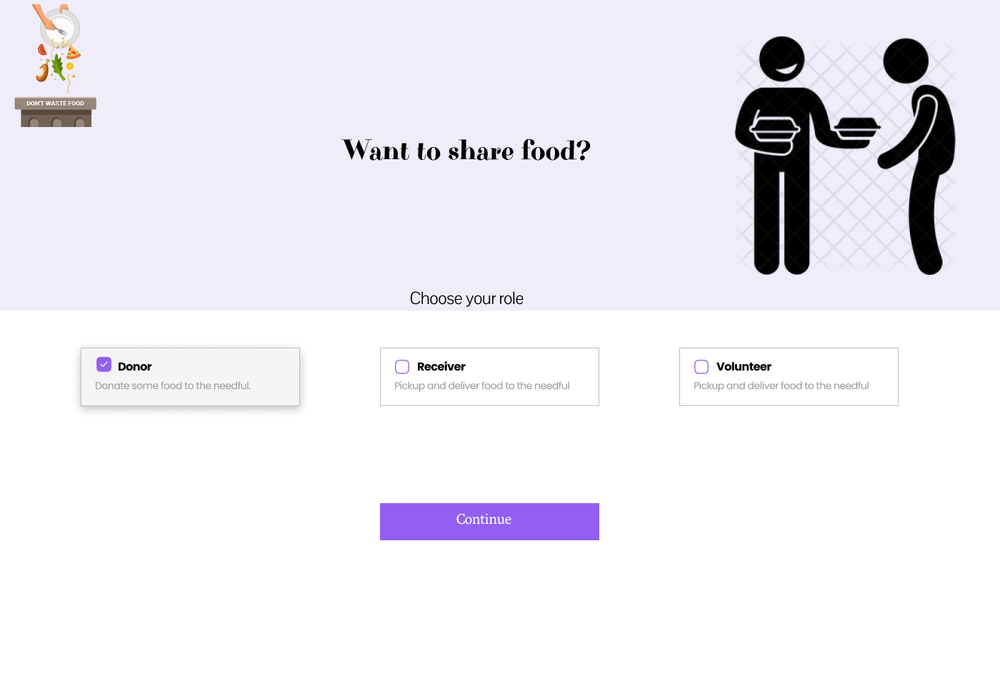 DON'T WASTE FOOD
Want to share food?
Choose your role
Donor
Donate some food to the needful.
Receiver
Pickup and deliver food to the needful
Volunteer
Pickup and deliver food to the needful
Continue